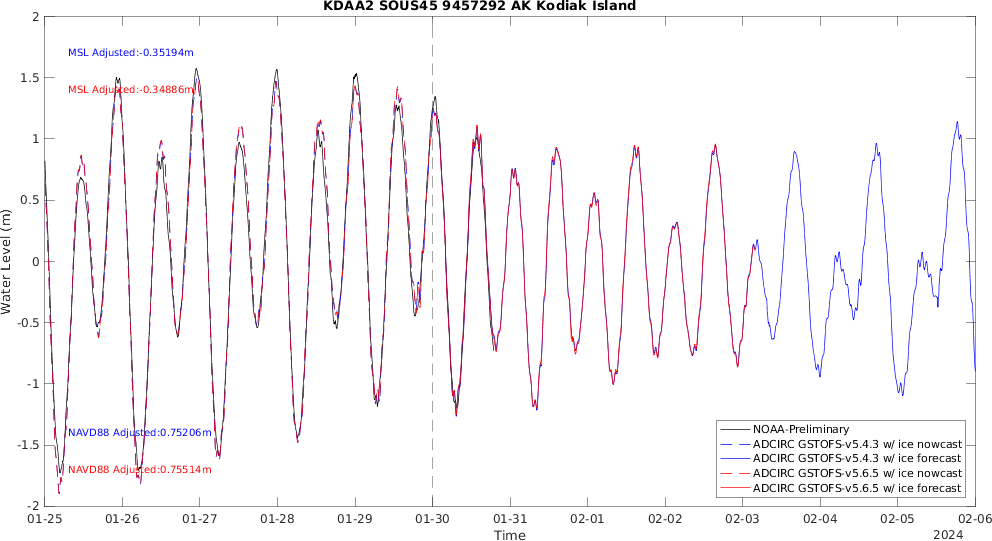 KDAA2 SOUS45 9457292 AK Kodiak Island
2
1.5
1
0.5
0
-0.5
-1
-1.5
-2
Water Level (m)
MSL Adjusted:-0.35194m
MSL Adjusted:-0.34886m
NAVD88 Adjusted:0.75206m
NAVD88 Adjusted:0.75514m
NOAA-Preliminary
ADCIRC GSTOFS-v5.4.3 w/ ice nowcast
ADCIRC GSTOFS-v5.4.3 w/ ice forecast
ADCIRC GSTOFS-v5.6.5 w/ ice nowcast
ADCIRC GSTOFS-v5.6.5 w/ ice forecast
01-25 01-26 01-27 01-28 01-29 01-30 01-31 02-01 02-02 02-03 02-04 02-05 02-06
Time
2024